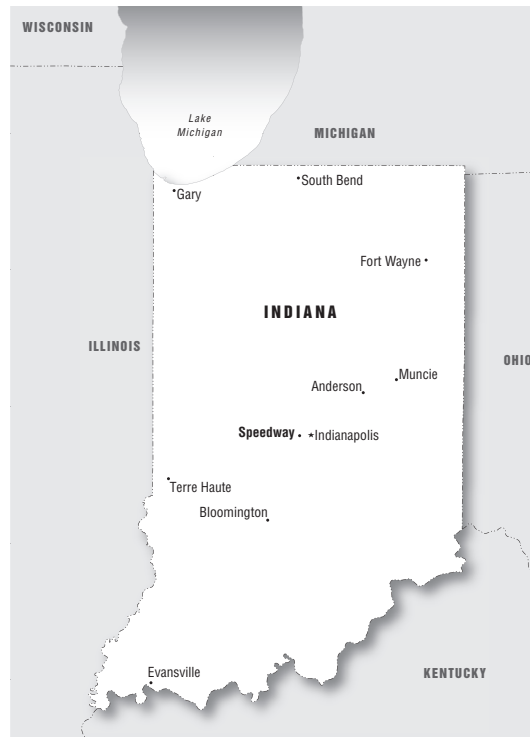 WISCONSIN
Lake
Michigan
MICHIGAN
South Bend
Gary
Fort Wayne
INDIANA
ILLINOIS
OHIO
Muncie
Anderson
Speedway
Indianapolis
Terre Haute
Bloomington
Evansville
KENTUCKY